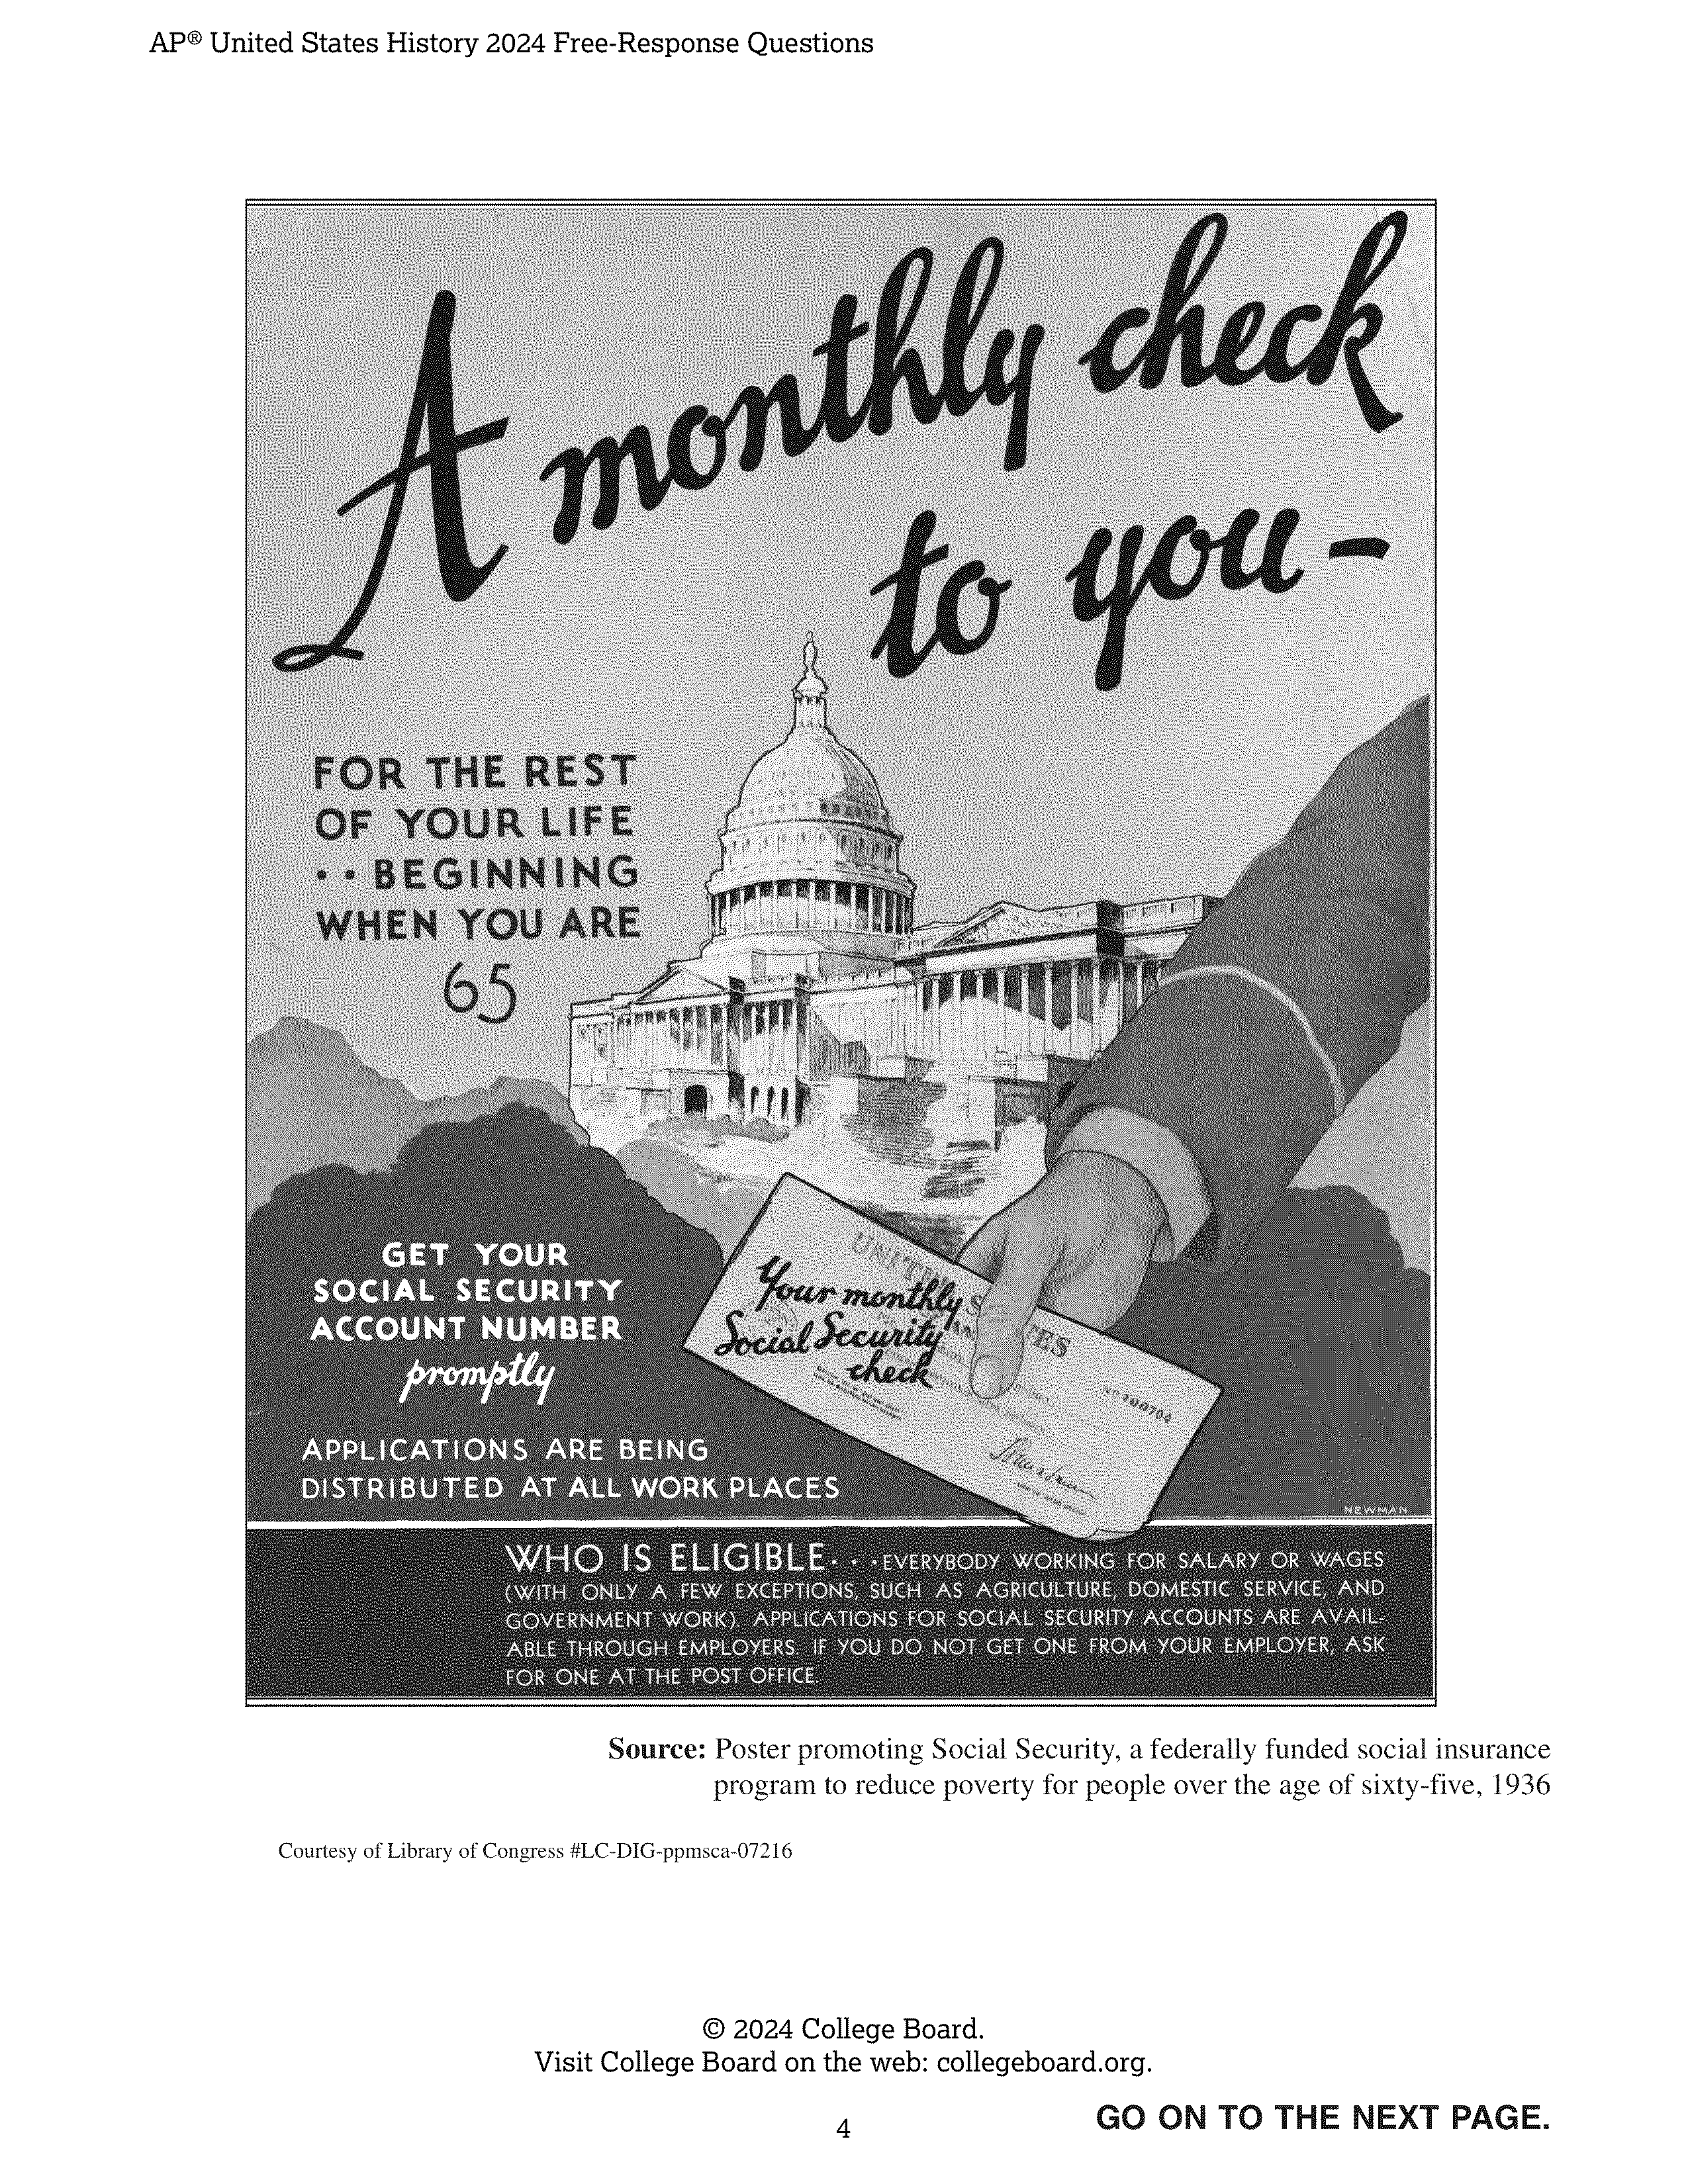 AP® United States History 2024 Free-Response Questions
A monthly check
to you-
FOR THE REST
OF YOUR LIFE
·· BEGINNING
WHEN YOU ARE
65
GET YOUR
SOCIAL SECURITY
ACCOUNT NUMBER
promptly
APPLICATIONS ARE BEING
DISTRIBUTED AT ALL WORK PLACES
UNITED STATES
Your monthly
Social Security
check
NEWMAN
WHO IS ELIGIBLE · · · EVERYBODY WORKING FOR SALARY OR WAGES
(WITH ONLY A FEW EXCEPTIONS, SUCH AS AGRICULTURE, DOMESTIC SERVICE, AND
GOVERNMENT WORK). APPLICATIONS FOR SOCIAL SECURITY ACCOUNTS ARE AVAIL-
ABLE THROUGH EMPLOYERS. IF YOU DO NOT GET ONE FROM YOUR EMPLOYER, ASK
FOR ONE AT THE POST OFFICE.
Source: Poster promoting Social Security, a federally funded social insurance
program to reduce poverty for people over the age of sixty-five, 1936
Courtesy of Library of Congress #LC-DIG-ppmsca-07216
© 2024 College Board.
Visit College Board on the web: collegeboard.org.
GO ON TO THE NEXT PAGE.
4